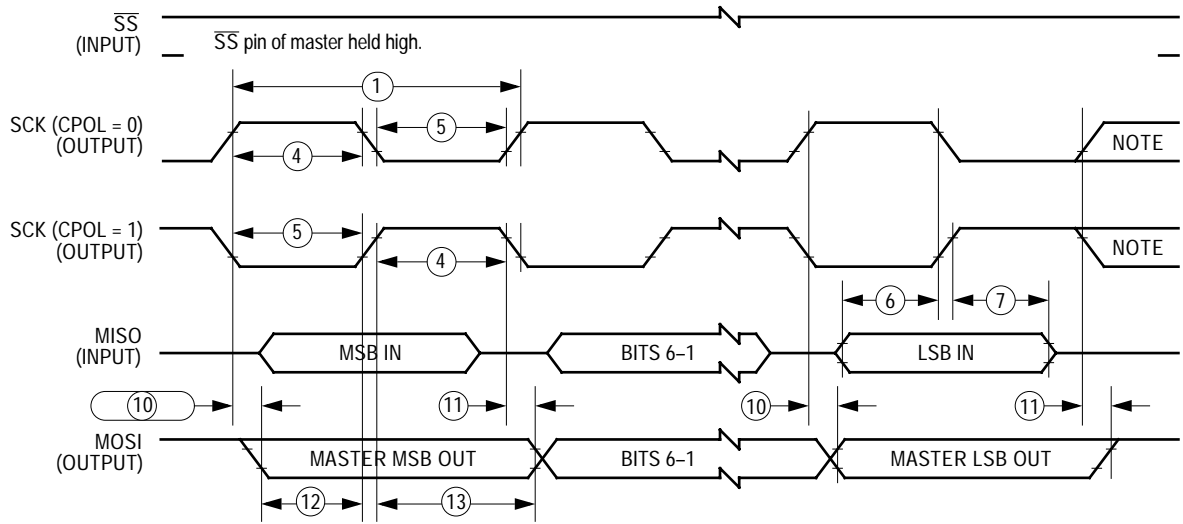 SS
(INPUT)
SS pin of master held high.
1
SCK (CPOL = 0)
(OUTPUT)
5
4
NOTE
SCK (CPOL = 1)
(OUTPUT)
5
4
NOTE
6
7
MISO
(INPUT)
MSB IN
BITS 6–1
LSB IN
10
11
10
11
MOSI
(OUTPUT)
MASTER MSB OUT
BITS 6–1
MASTER LSB OUT
12
13